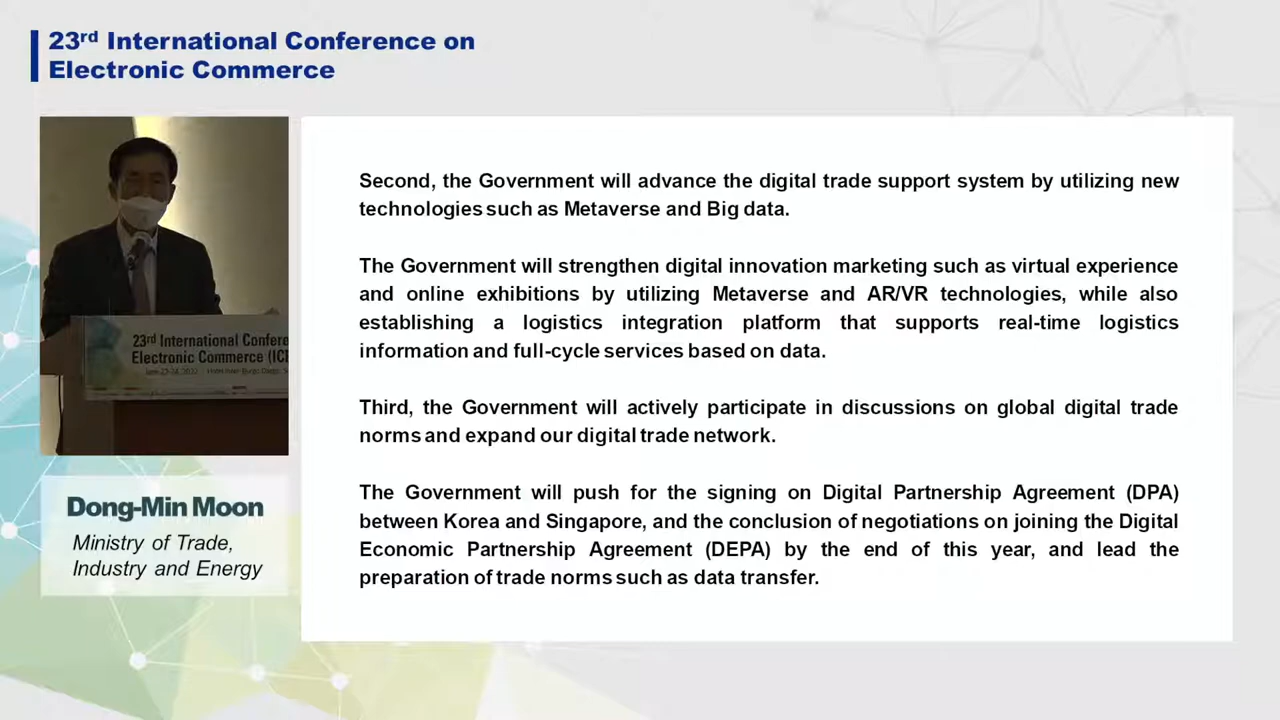 23rd International Conference on
Electronic Commerce
23rd International Confere
Electronic Commerce (ICE
Dong-Min Moon
Ministry of Trade,
Industry and Energy
Second, the Government will advance the digital trade support system by utilizing new
technologies such as Metaverse and Big data.
The Government will strengthen digital innovation marketing such as virtual experience
and online exhibitions by utilizing Metaverse and AR/VR technologies, while also
establishing a logistics integration platform that supports real-time logistics
information and full-cycle services based on data.
Third, the Government will actively participate in discussions on global digital trade
norms and expand our digital trade network.
The Government will push for the signing on Digital Partnership Agreement (DPA)
between Korea and Singapore, and the conclusion of negotiations on joining the Digital
Economic Partnership Agreement (DEPA) by the end of this year, and lead the
preparation of trade norms such as data transfer.